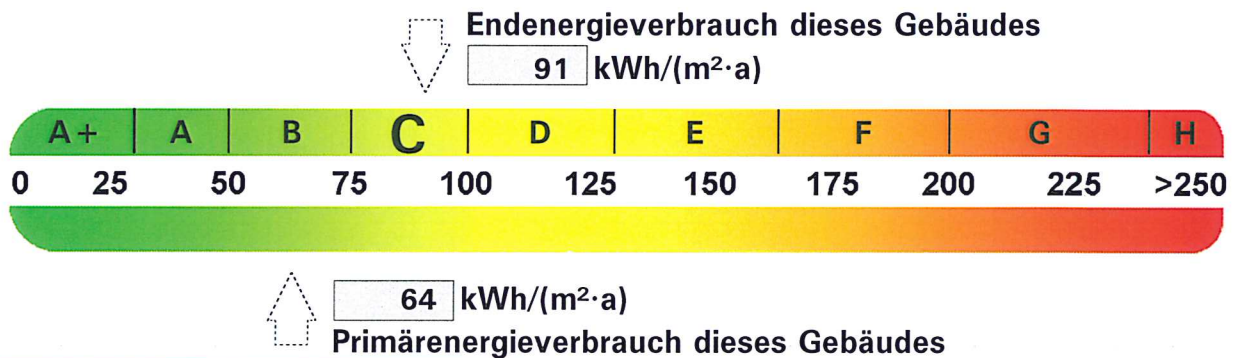 Endenergieverbrauch dieses Gebäudes
91 kWh/(m²·a)
A+ A B C D E F G H
0 25 50 75 100 125 150 175 200 225 >250
64 kWh/(m²·a)
Primärenergieverbrauch dieses Gebäudes